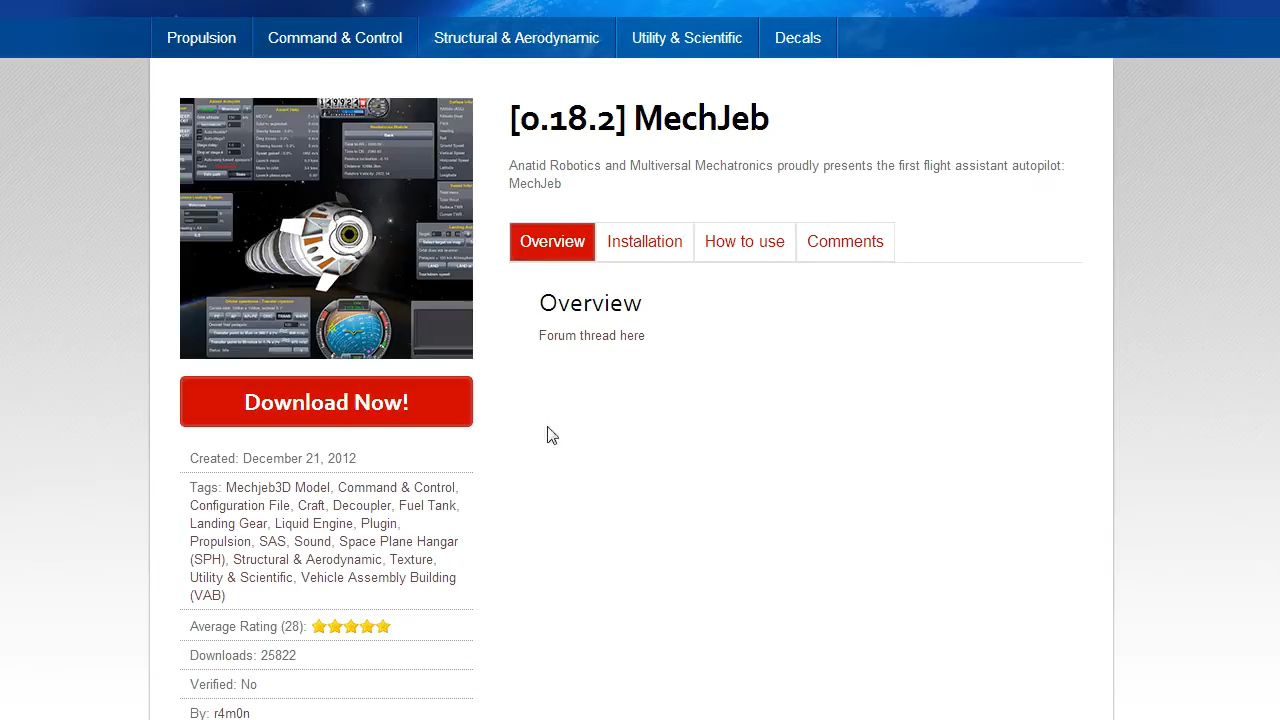 Propulsion
Command & Control
Structural & Aerodynamic
Utility & Scientific
Decals
[0.18.2] MechJeb
Anatid Robotics and Multiversal Mechatronics proudly presents the first flight assistant autopilot:
MechJeb
Overview
Installation
How to use
Comments
Overview
Forum thread here
Download Now!
Created: December 21, 2012
Tags: Mechjeb3D Model, Command & Control,
Configuration File, Craft, Decoupler, Fuel Tank,
Landing Gear, Liquid Engine, Plugin,
Propulsion, SAS, Sound, Space Plane Hangar
(SPH), Structural & Aerodynamic, Texture,
Utility & Scientific, Vehicle Assembly Building
(VAB)
Average Rating (28):
Downloads: 25822
Verified: No
By: r4m0n